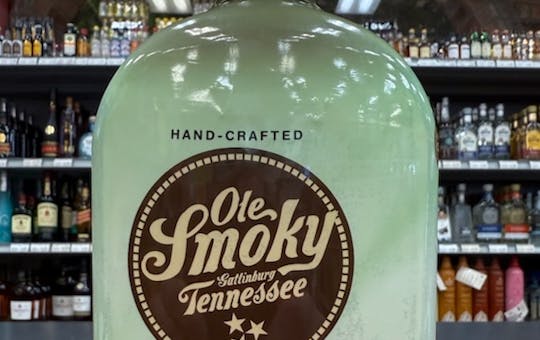 HAND-CRAFTED
Ole
Smoky
Gatlinburg
Tennessee